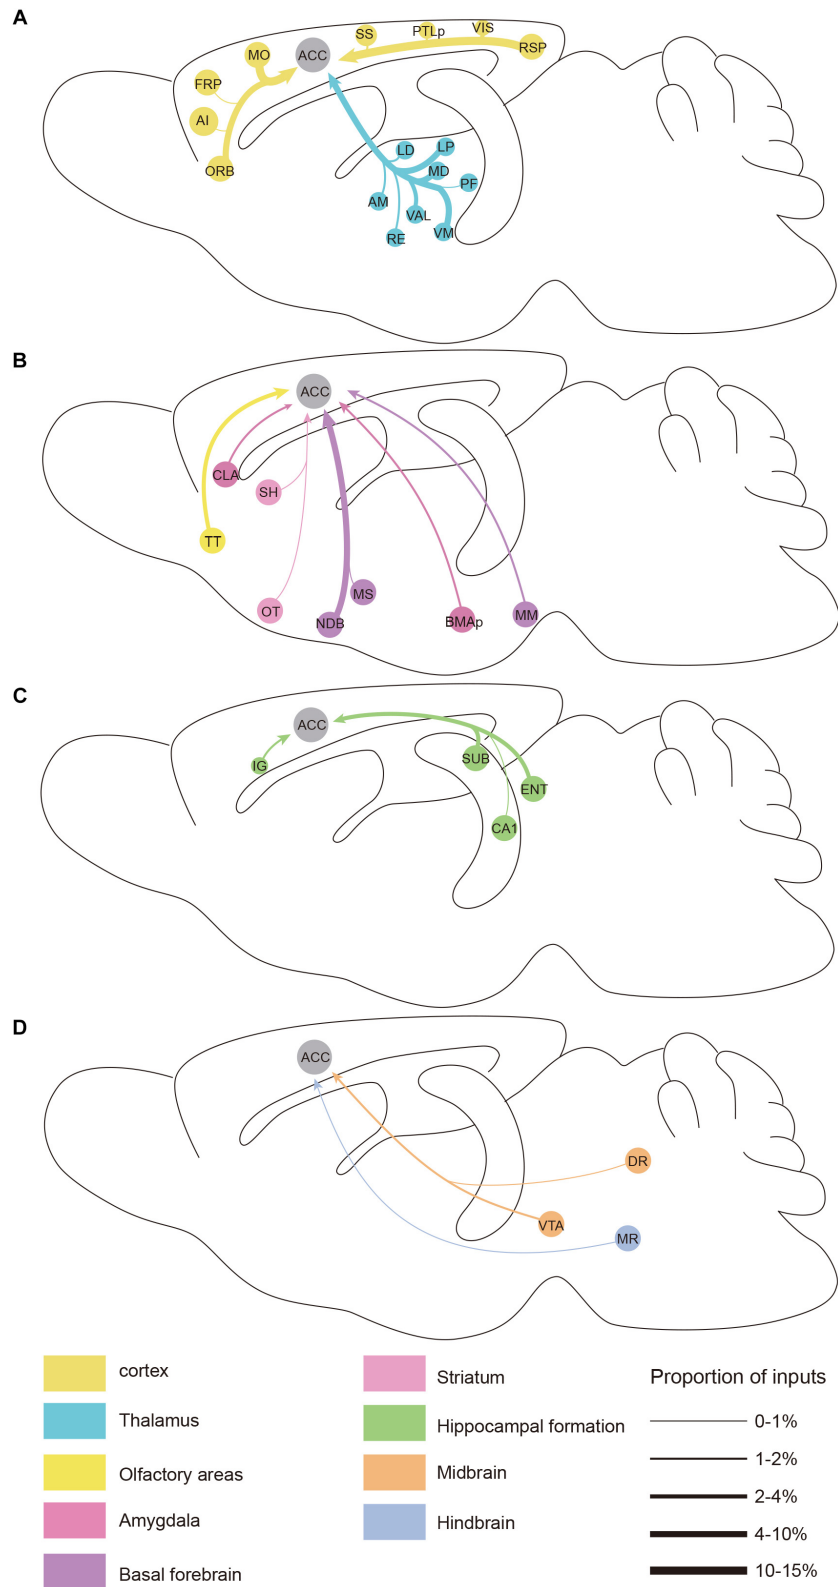 A
SS
PTLp
VIS
MO
ACC
RSP
FRP
AI
ORB
LD
LP
MD
PF
AM
VAL
RE
VM
B
ACC
CLA
SH
TT
OT
NDB
MS
BMAp
MM
C
ACC
IG
SUB
ENT
CA1
D
ACC
DR
VTA
MR
cortex
Thalamus
Olfactory areas
Amygdala
Basal forebrain
Striatum
Hippocampal formation
Midbrain
Hindbrain
Proportion of inputs
0-1%
1-2%
2-4%
4-10%
10-15%